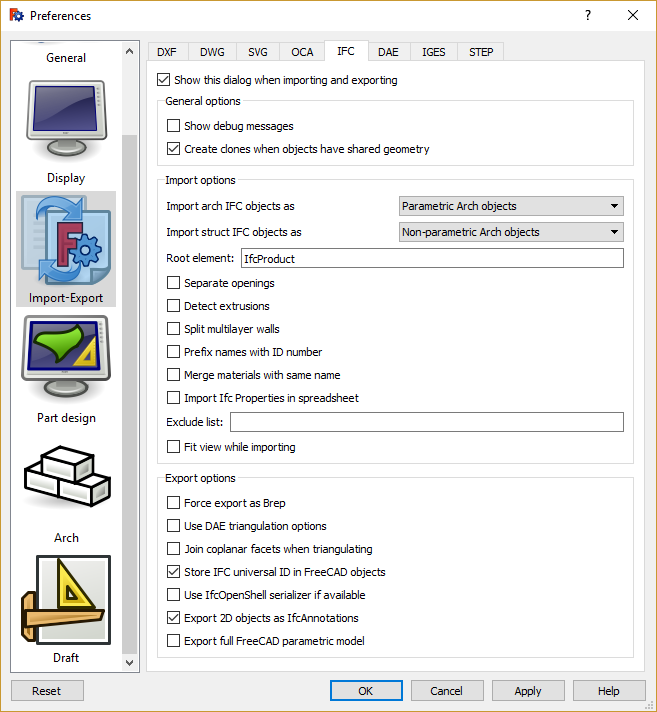 Preferences
General
Display
Import-Export
Part design
Arch
Draft
DXF DWG SVG OCA IFC DAE IGES STEP
Show this dialog when importing and exporting
General options
Show debug messages
Create clones when objects have shared geometry
Import options
Import arch IFC objects as Parametric Arch objects
Import struct IFC objects as Non-parametric Arch objects
Root element: IfcProduct
Separate openings
Detect extrusions
Split multilayer walls
Prefix names with ID number
Merge materials with same name
Import Ifc Properties in spreadsheet
Exclude list:
Fit view while importing
Export options
Force export as Brep
Use DAE triangulation options
Join coplanar facets when triangulating
Store IFC universal ID in FreeCAD objects
Use IfcOpenShell serializer if available
Export 2D objects as IfcAnnotations
Export full FreeCAD parametric model
Reset OK Cancel Apply Help